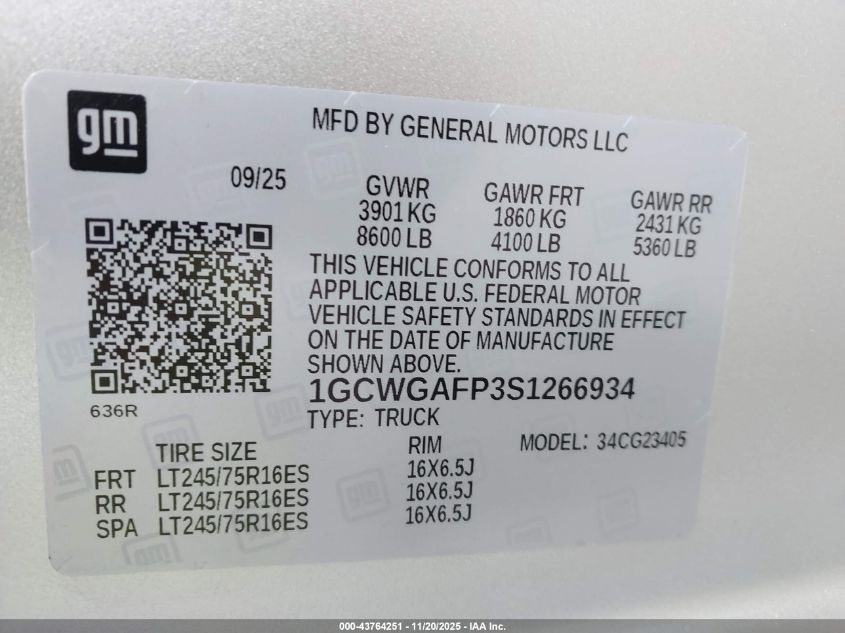 gm
MFD BY GENERAL MOTORS LLC
09/25
GVWR GAWR FRT GAWR RR
3901 KG 1860 KG 2431 KG
8600 LB 4100 LB 5360 LB
THIS VEHICLE CONFORMS TO ALL
APPLICABLE U.S. FEDERAL MOTOR
VEHICLE SAFETY STANDARDS IN EFFECT
ON THE DATE OF MANUFACTURE
SHOWN ABOVE.
1GCWGAFP3S1266934
636R
TYPE: TRUCK
TIRE SIZE RIM MODEL: 34CG23405
FRT LT245/75R16ES 16X6.5J
RR LT245/75R16ES 16X6.5J
SPA LT245/75R16ES 16X6.5J
000-43764251 - 11/20/2025 - IAA Inc.